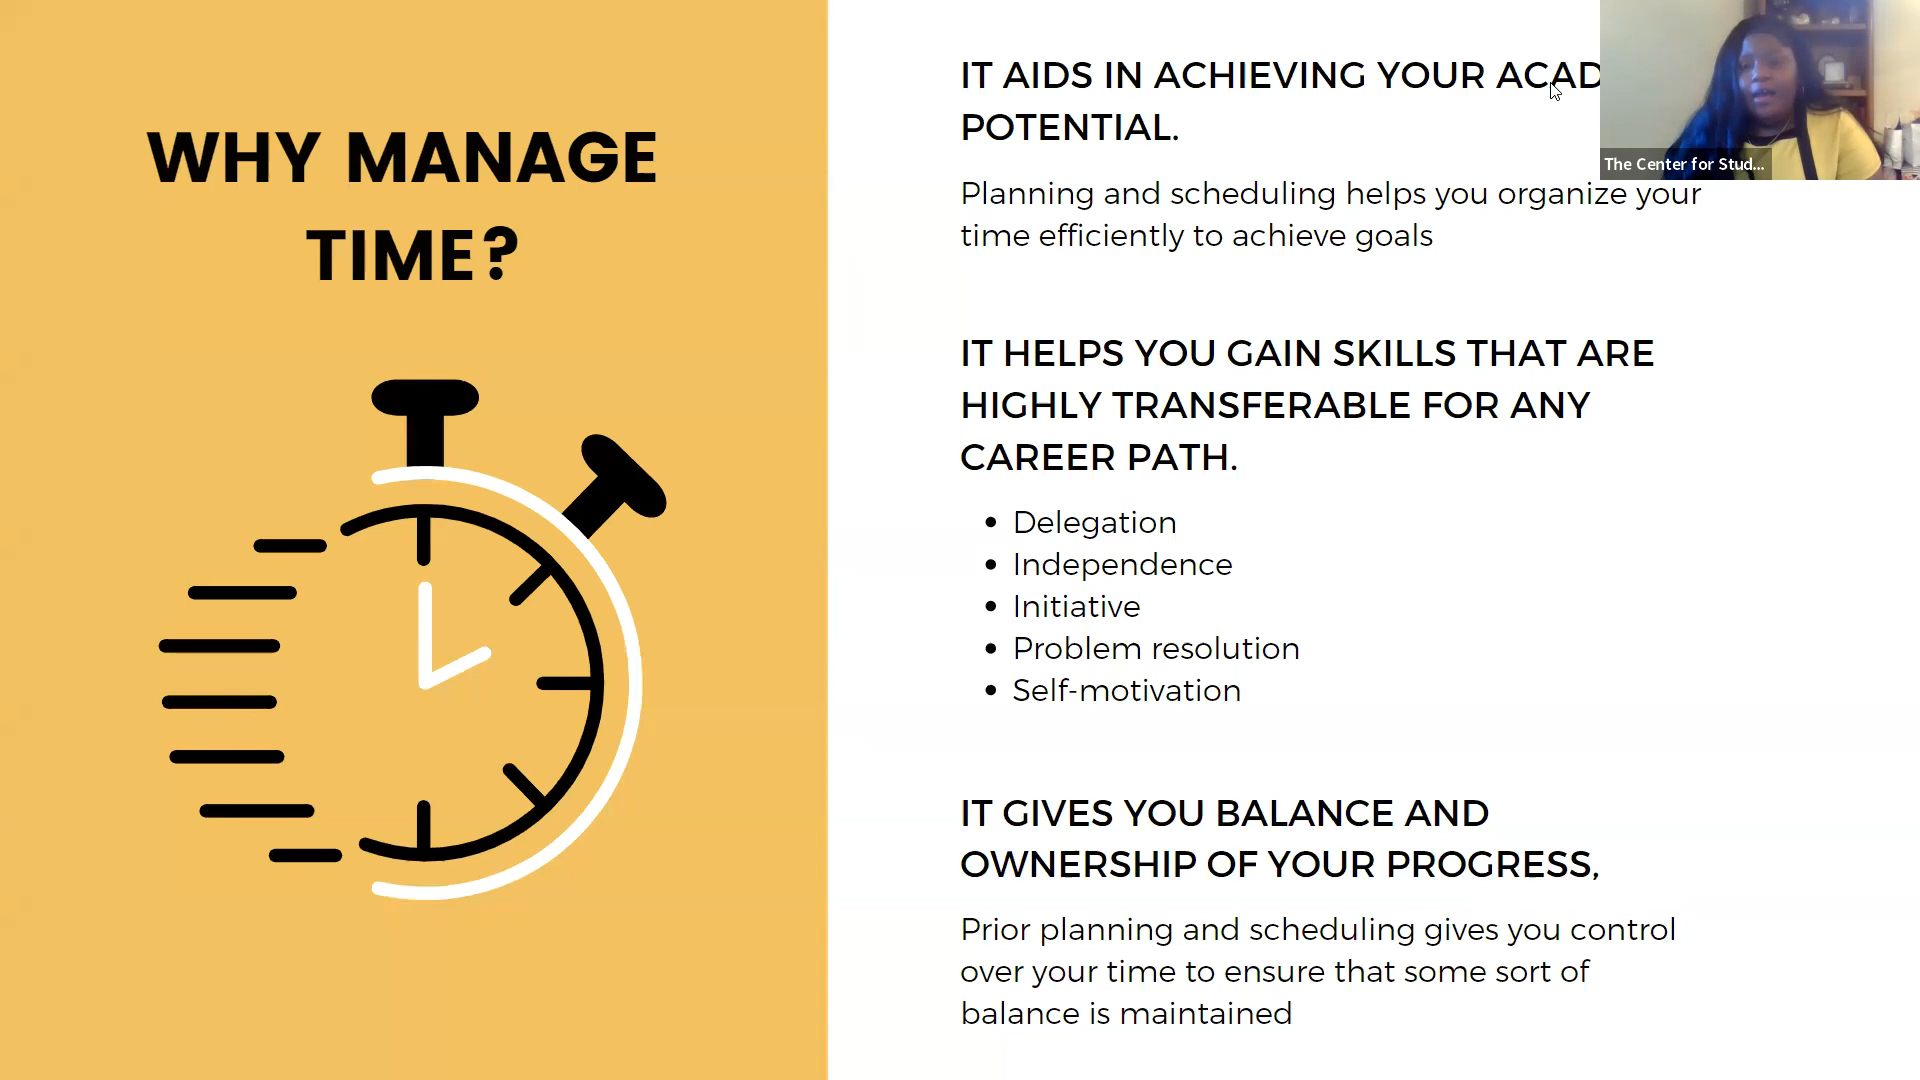 WHY MANAGE
TIME?
IT AIDS IN ACHIEVING YOUR
POTENTIAL.
Planning and scheduling helps you organize your
time efficiently to achieve goals
IT HELPS YOU GAIN SKILLS THAT ARE
HIGHLY TRANSFERABLE FOR ANY
CAREER PATH.
• Delegation
• Independence
• Initiative
• Problem resolution
• Self-motivation
IT GIVES YOU BALANCE AND
OWNERSHIP OF YOUR PROGRESS,
Prior planning and scheduling gives you control
over your time to ensure that some sort of
balance is maintained
The Center for Stud...